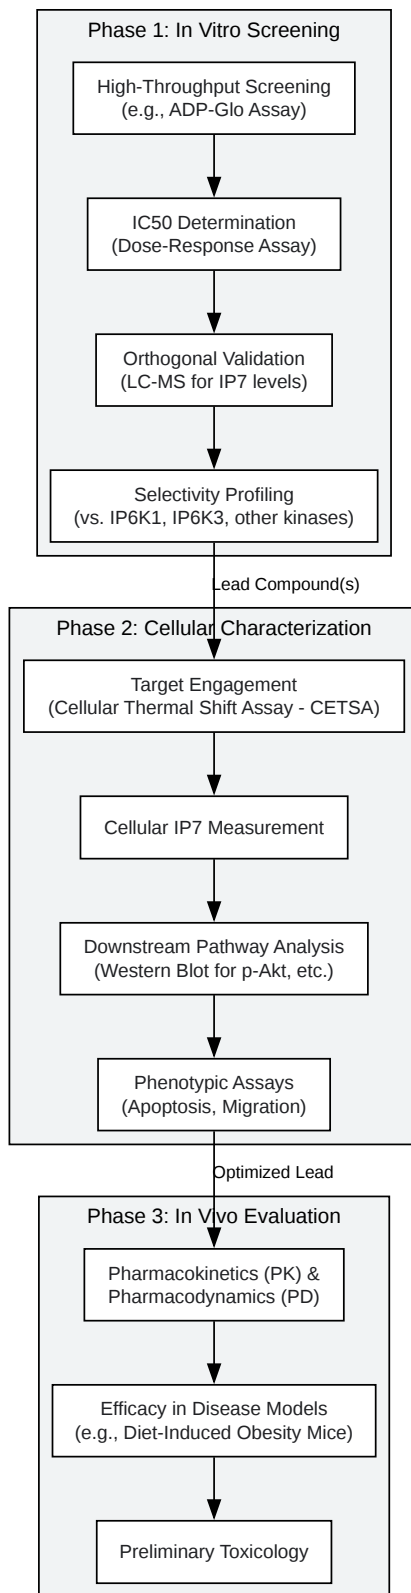 Phase 1: In Vitro Screening
High-Throughput Screening
(e.g., ADP-Glo Assay)
IC50 Determination
(Dose-Response Assay)
Orthogonal Validation
(LC-MS for IP7 levels)
Selectivity Profiling
(vs. IP6K1, IP6K3, other kinases)
Lead Compound(s)
Phase 2: Cellular Characterization
Target Engagement
(Cellular Thermal Shift Assay - CETSA)
Cellular IP7 Measurement
Downstream Pathway Analysis
(Western Blot for p-Akt, etc.)
Phenotypic Assays
(Apoptosis, Migration)
Optimized Lead
Phase 3: In Vivo Evaluation
Pharmacokinetics (PK) &
Pharmacodynamics (PD)
Efficacy in Disease Models
(e.g., Diet-Induced Obesity Mice)
Preliminary Toxicology